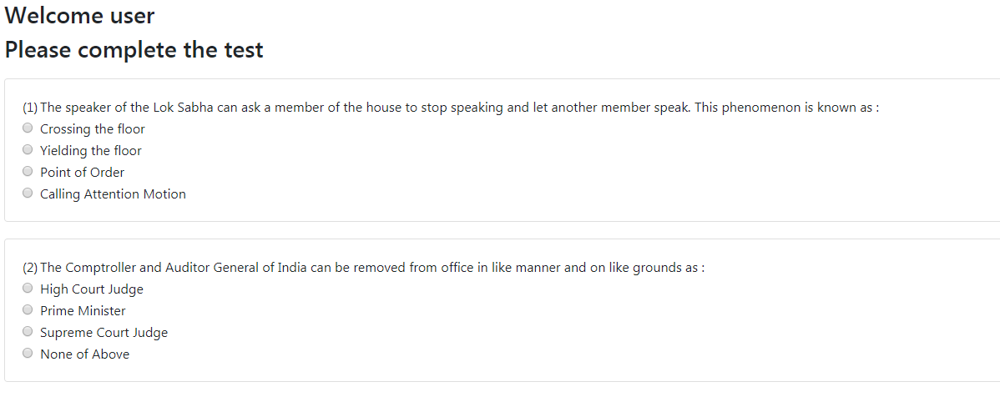 Welcome user
Please complete the test
(1) The speaker of the Lok Sabha can ask a member of the house to stop speaking and let another member speak. This phenomenon is known as :
Crossing the floor
Yielding the floor
Point of Order
Calling Attention Motion
(2) The Comptroller and Auditor General of India can be removed from office in like manner and on like grounds as :
High Court Judge
Prime Minister
Supreme Court Judge
None of Above